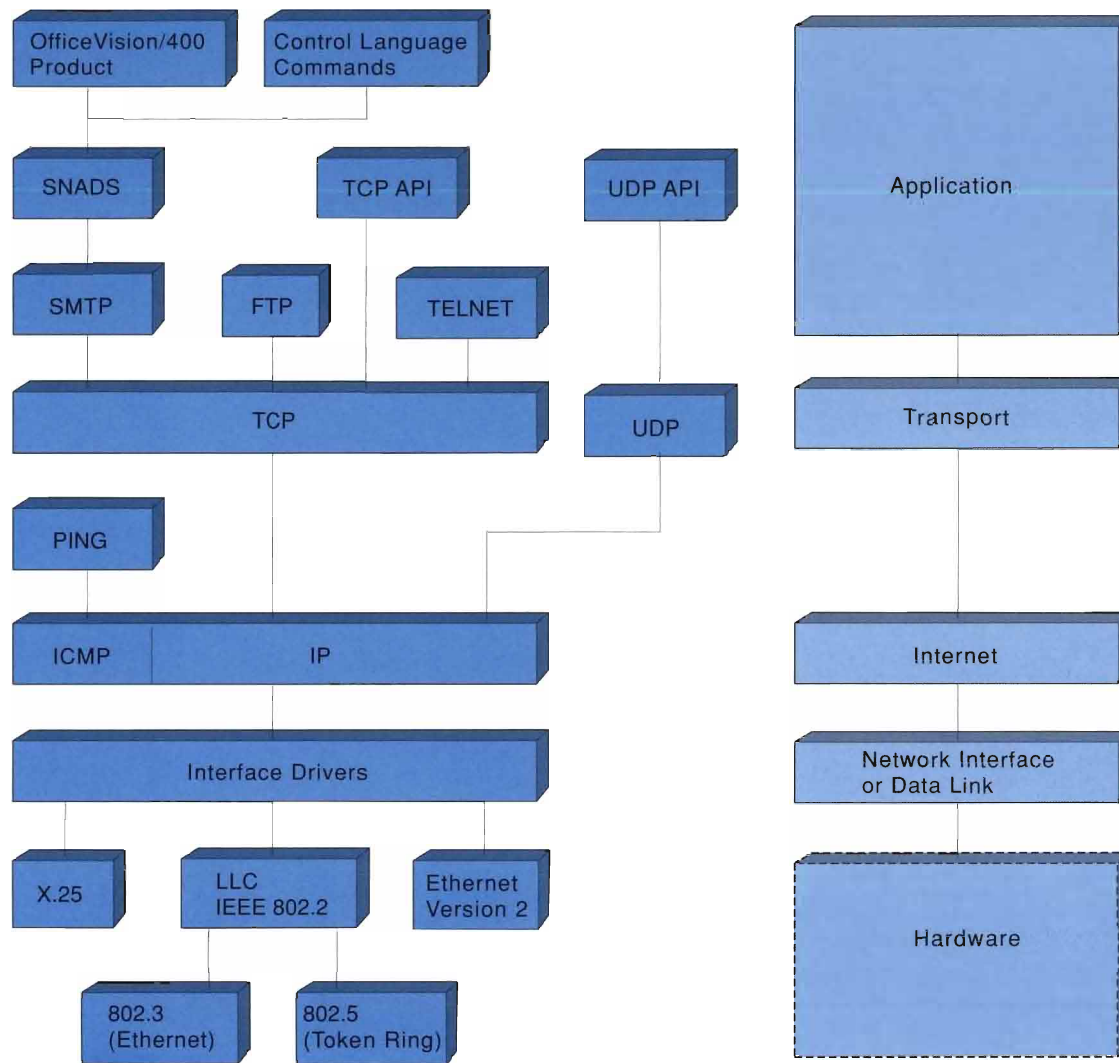 OfficeVision/400
Product
Control Language
Commands
SNADS
TCP API
UDP API
Application
SMTP
FTP
TELNET
TCP
UDP
Transport
PING
ICMP
IP
Internet
Interface Drivers
Network Interface
or Data Link
X.25
LLC
IEEE 802.2
Ethernet
Version 2
Hardware
802.3
(Ethernet)
802.5
(Token Ring)